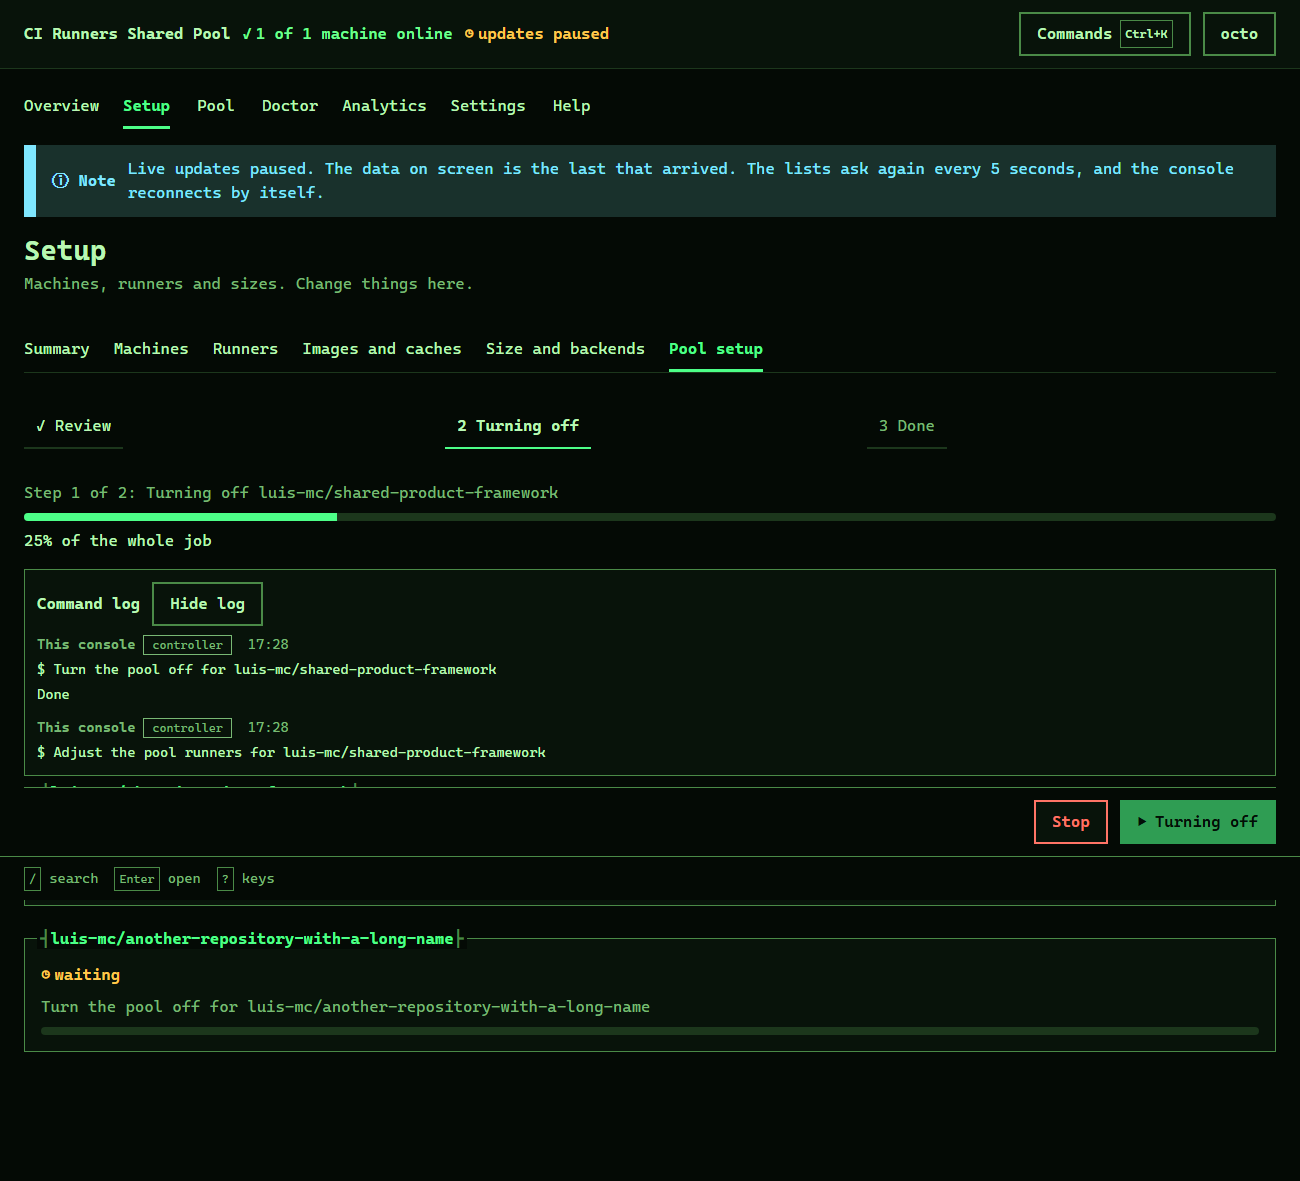 CI Runners Shared Pool ✓ 1 of 1 machine online updates paused
Commands Ctrl+K octo
Overview Setup Pool Doctor Analytics Settings Help
Note Live updates paused. The data on screen is the last that arrived. The lists ask again every 5 seconds, and the console
reconnects by itself.
Setup
Machines, runners and sizes. Change things here.
Summary Machines Runners Images and caches Size and backends Pool setup
✓ Review 2 Turning off 3 Done
Step 1 of 2: Turning off luis-mc/shared-product-framework
25% of the whole job
Command log Hide log
This console controller 17:28
$ Turn the pool off for luis-mc/shared-product-framework
Done
This console controller 17:28
$ Adjust the pool runners for luis-mc/shared-product-framework
Stop Turning off
/ search Enter open ? keys
luis-mc/another-repository-with-a-long-name
waiting
Turn the pool off for luis-mc/another-repository-with-a-long-name